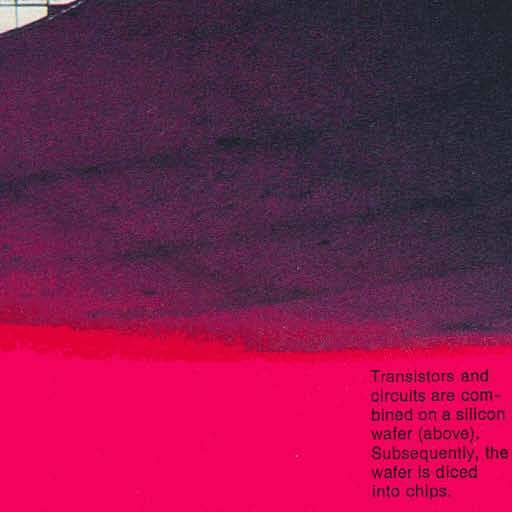 Transistors and
circuits are com-
bined on a silicon
wafer (above).
Subsequently, the
wafer is diced
into chips.